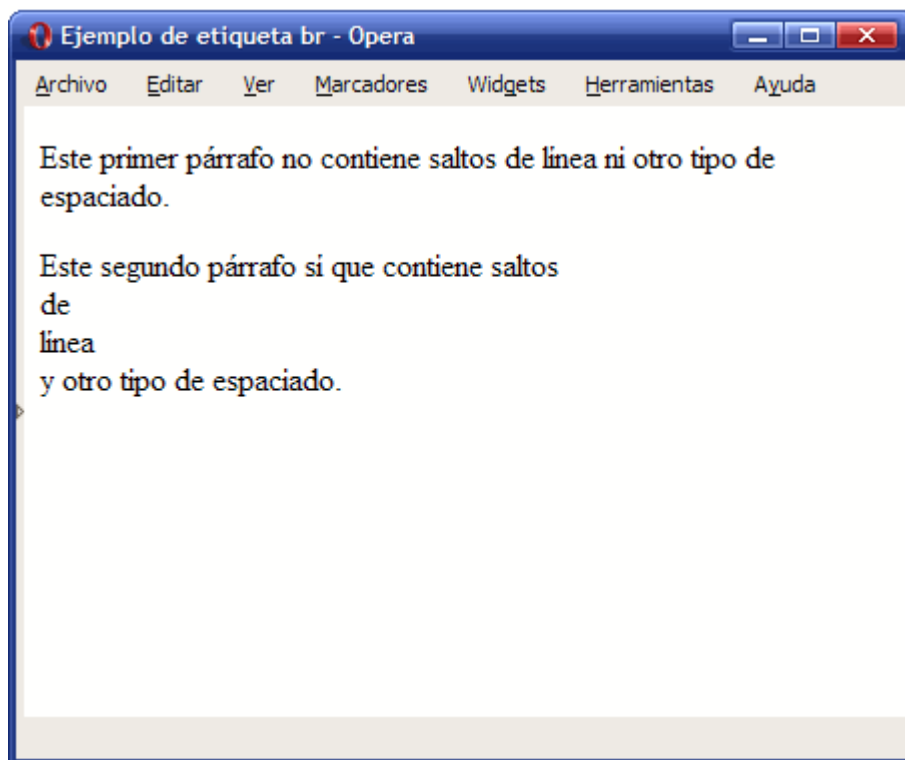 Ejemplo de etiqueta br - Opera
Archivo Editar Ver Marcadores Widgets Herramientas Ayuda
Este primer párrafo no contiene saltos de línea ni otro tipo de
espaciado.
Este segundo párrafo sí que contiene saltos
de
línea
y otro tipo de espaciado.